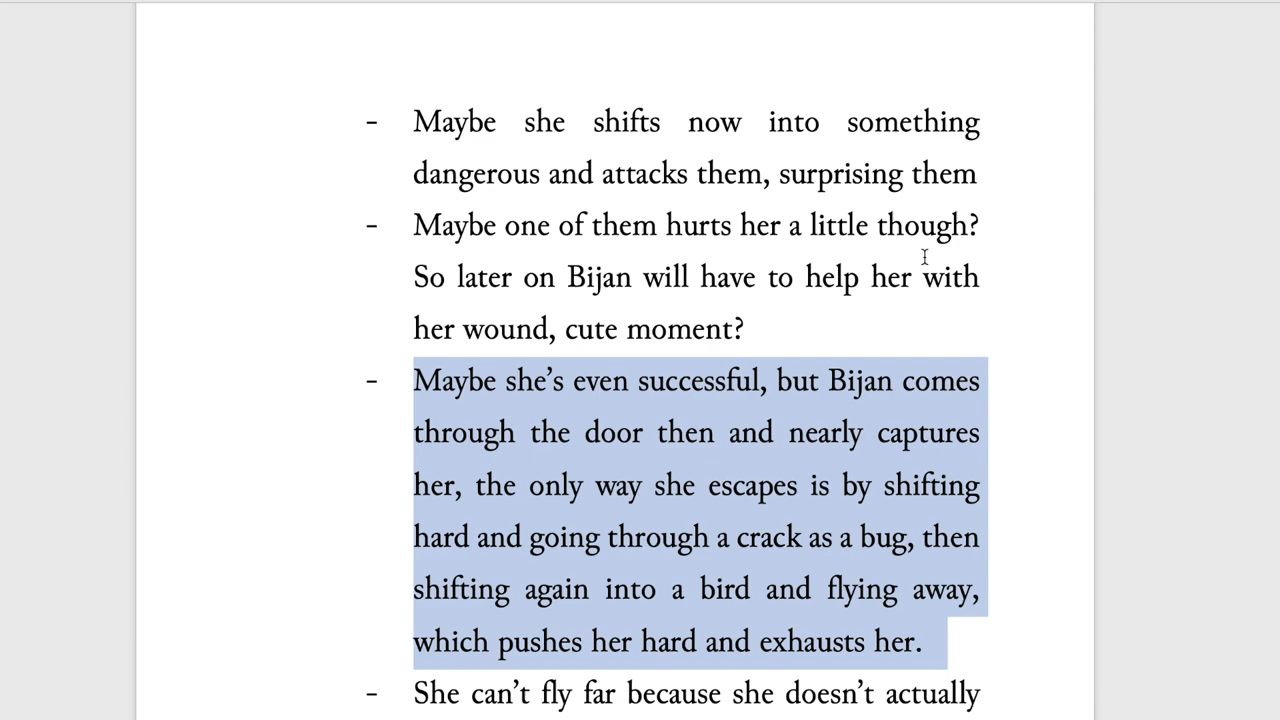 - Maybe she shifts now into something
dangerous and attacks them, surprising them
- Maybe one of them hurts her a little though?
So later on Bijan will have to help her with
her wound, cute moment?
- Maybe she’s even successful, but Bijan comes
through the door then and nearly captures
her, the only way she escapes is by shifting
hard and going through a crack as a bug, then
shifting again into a bird and flying away,
which pushes her hard and exhausts her.
- She can’t fly far because she doesn’t actually